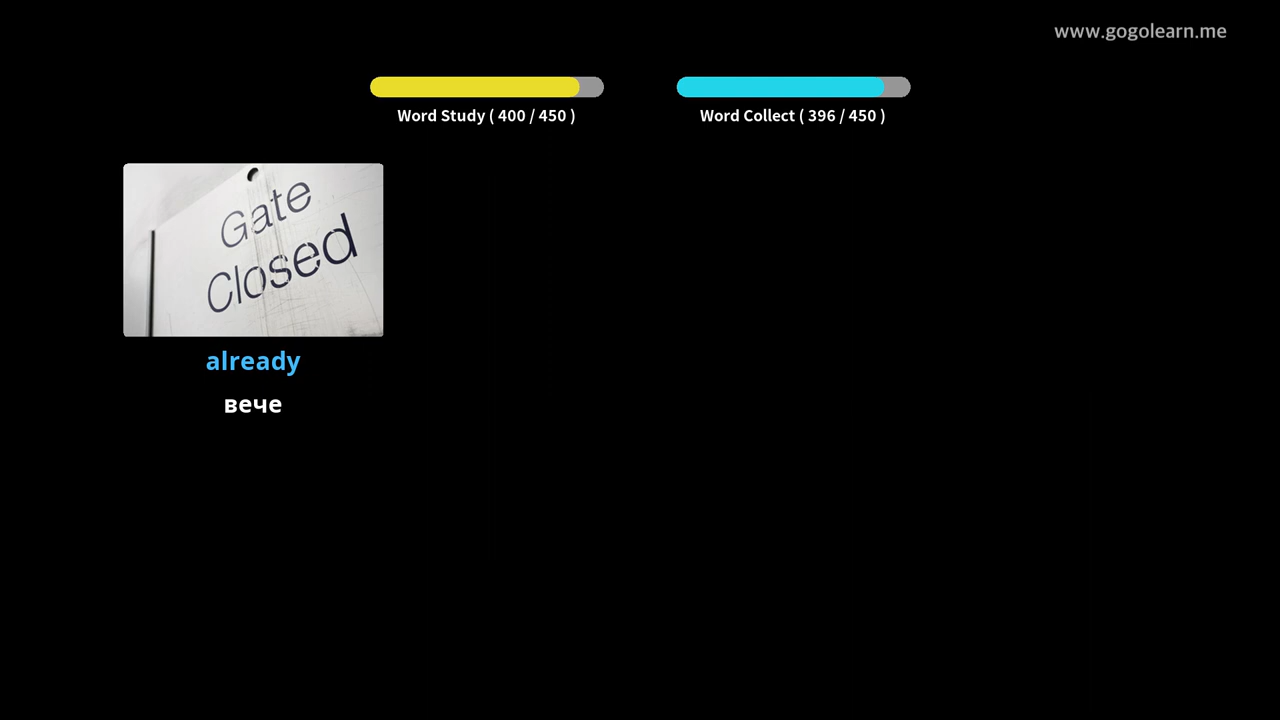 www.gogolearn.me
Word Study ( 400 / 450 )
Word Collect ( 396 / 450 )
Gate
Closed
already
вече